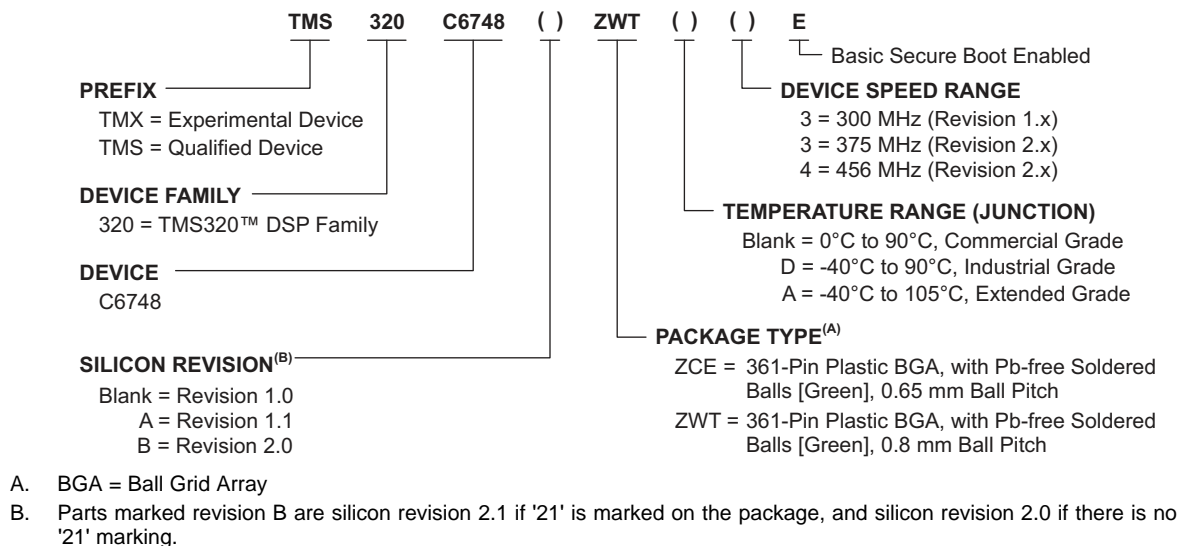 TMS 320 C6748 ( ) ZWT ( ) ( ) E
Basic Secure Boot Enabled
PREFIX
TMX = Experimental Device
TMS = Qualified Device
DEVICE SPEED RANGE
3 = 300 MHz (Revision 1.x)
3 = 375 MHz (Revision 2.x)
4 = 456 MHz (Revision 2.x)
DEVICE FAMILY
320 = TMS320™ DSP Family
TEMPERATURE RANGE (JUNCTION)
Blank = 0°C to 90°C, Commercial Grade
D = -40°C to 90°C, Industrial Grade
A = -40°C to 105°C, Extended Grade
DEVICE
C6748
PACKAGE TYPE(A)
ZCE = 361-Pin Plastic BGA, with Pb-free Soldered
Balls [Green], 0.65 mm Ball Pitch
ZWT = 361-Pin Plastic BGA, with Pb-free Soldered
Balls [Green], 0.8 mm Ball Pitch
SILICON REVISION(B)
Blank = Revision 1.0
A = Revision 1.1
B = Revision 2.0
A. BGA = Ball Grid Array
B. Parts marked revision B are silicon revision 2.1 if '21' is marked on the package, and silicon revision 2.0 if there is no
'21' marking.